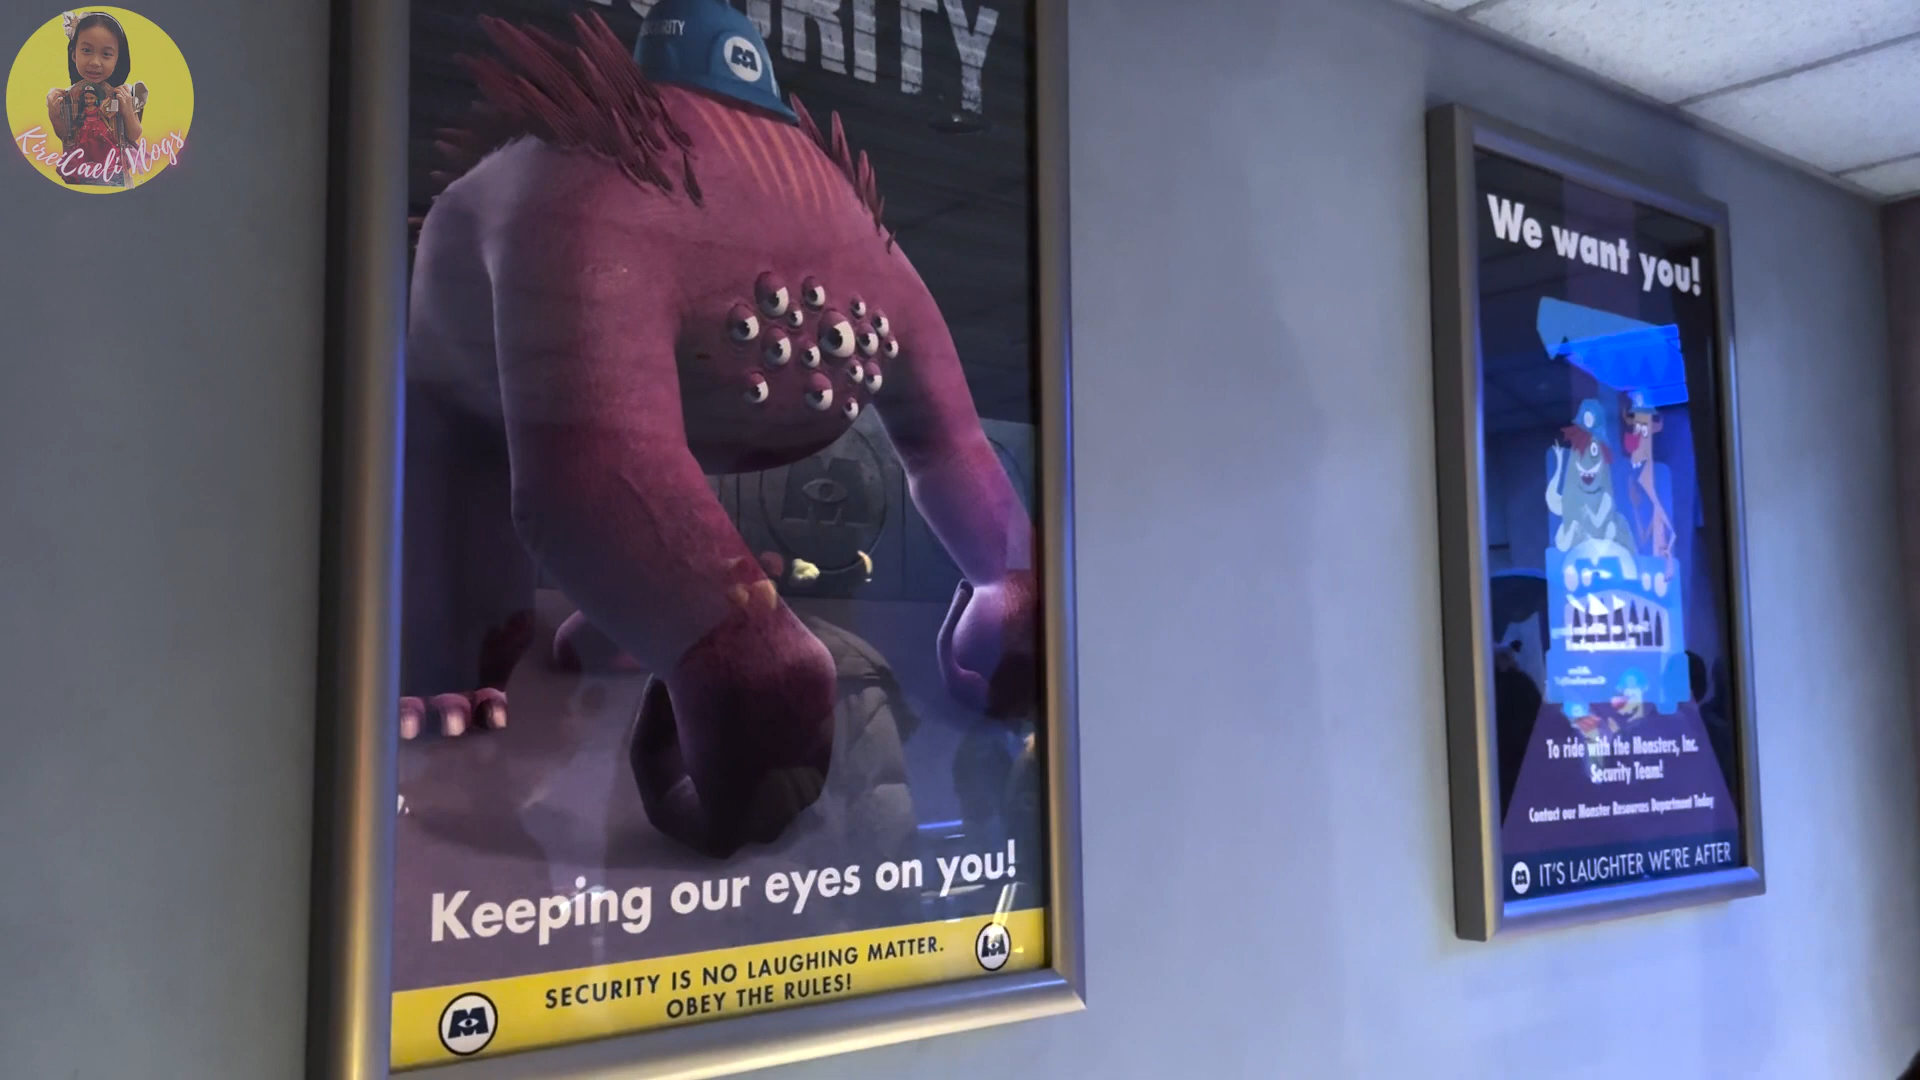 KireiCaeli Vlogs
SECURITY
Keeping our eyes on you!
SECURITY IS NO LAUGHING MATTER.
OBEY THE RULES!
We want you!
To ride with the Monsters, Inc.
Security Team!
Contact our Monster Resources Department Today
IT'S LAUGHTER WE'RE AFTER